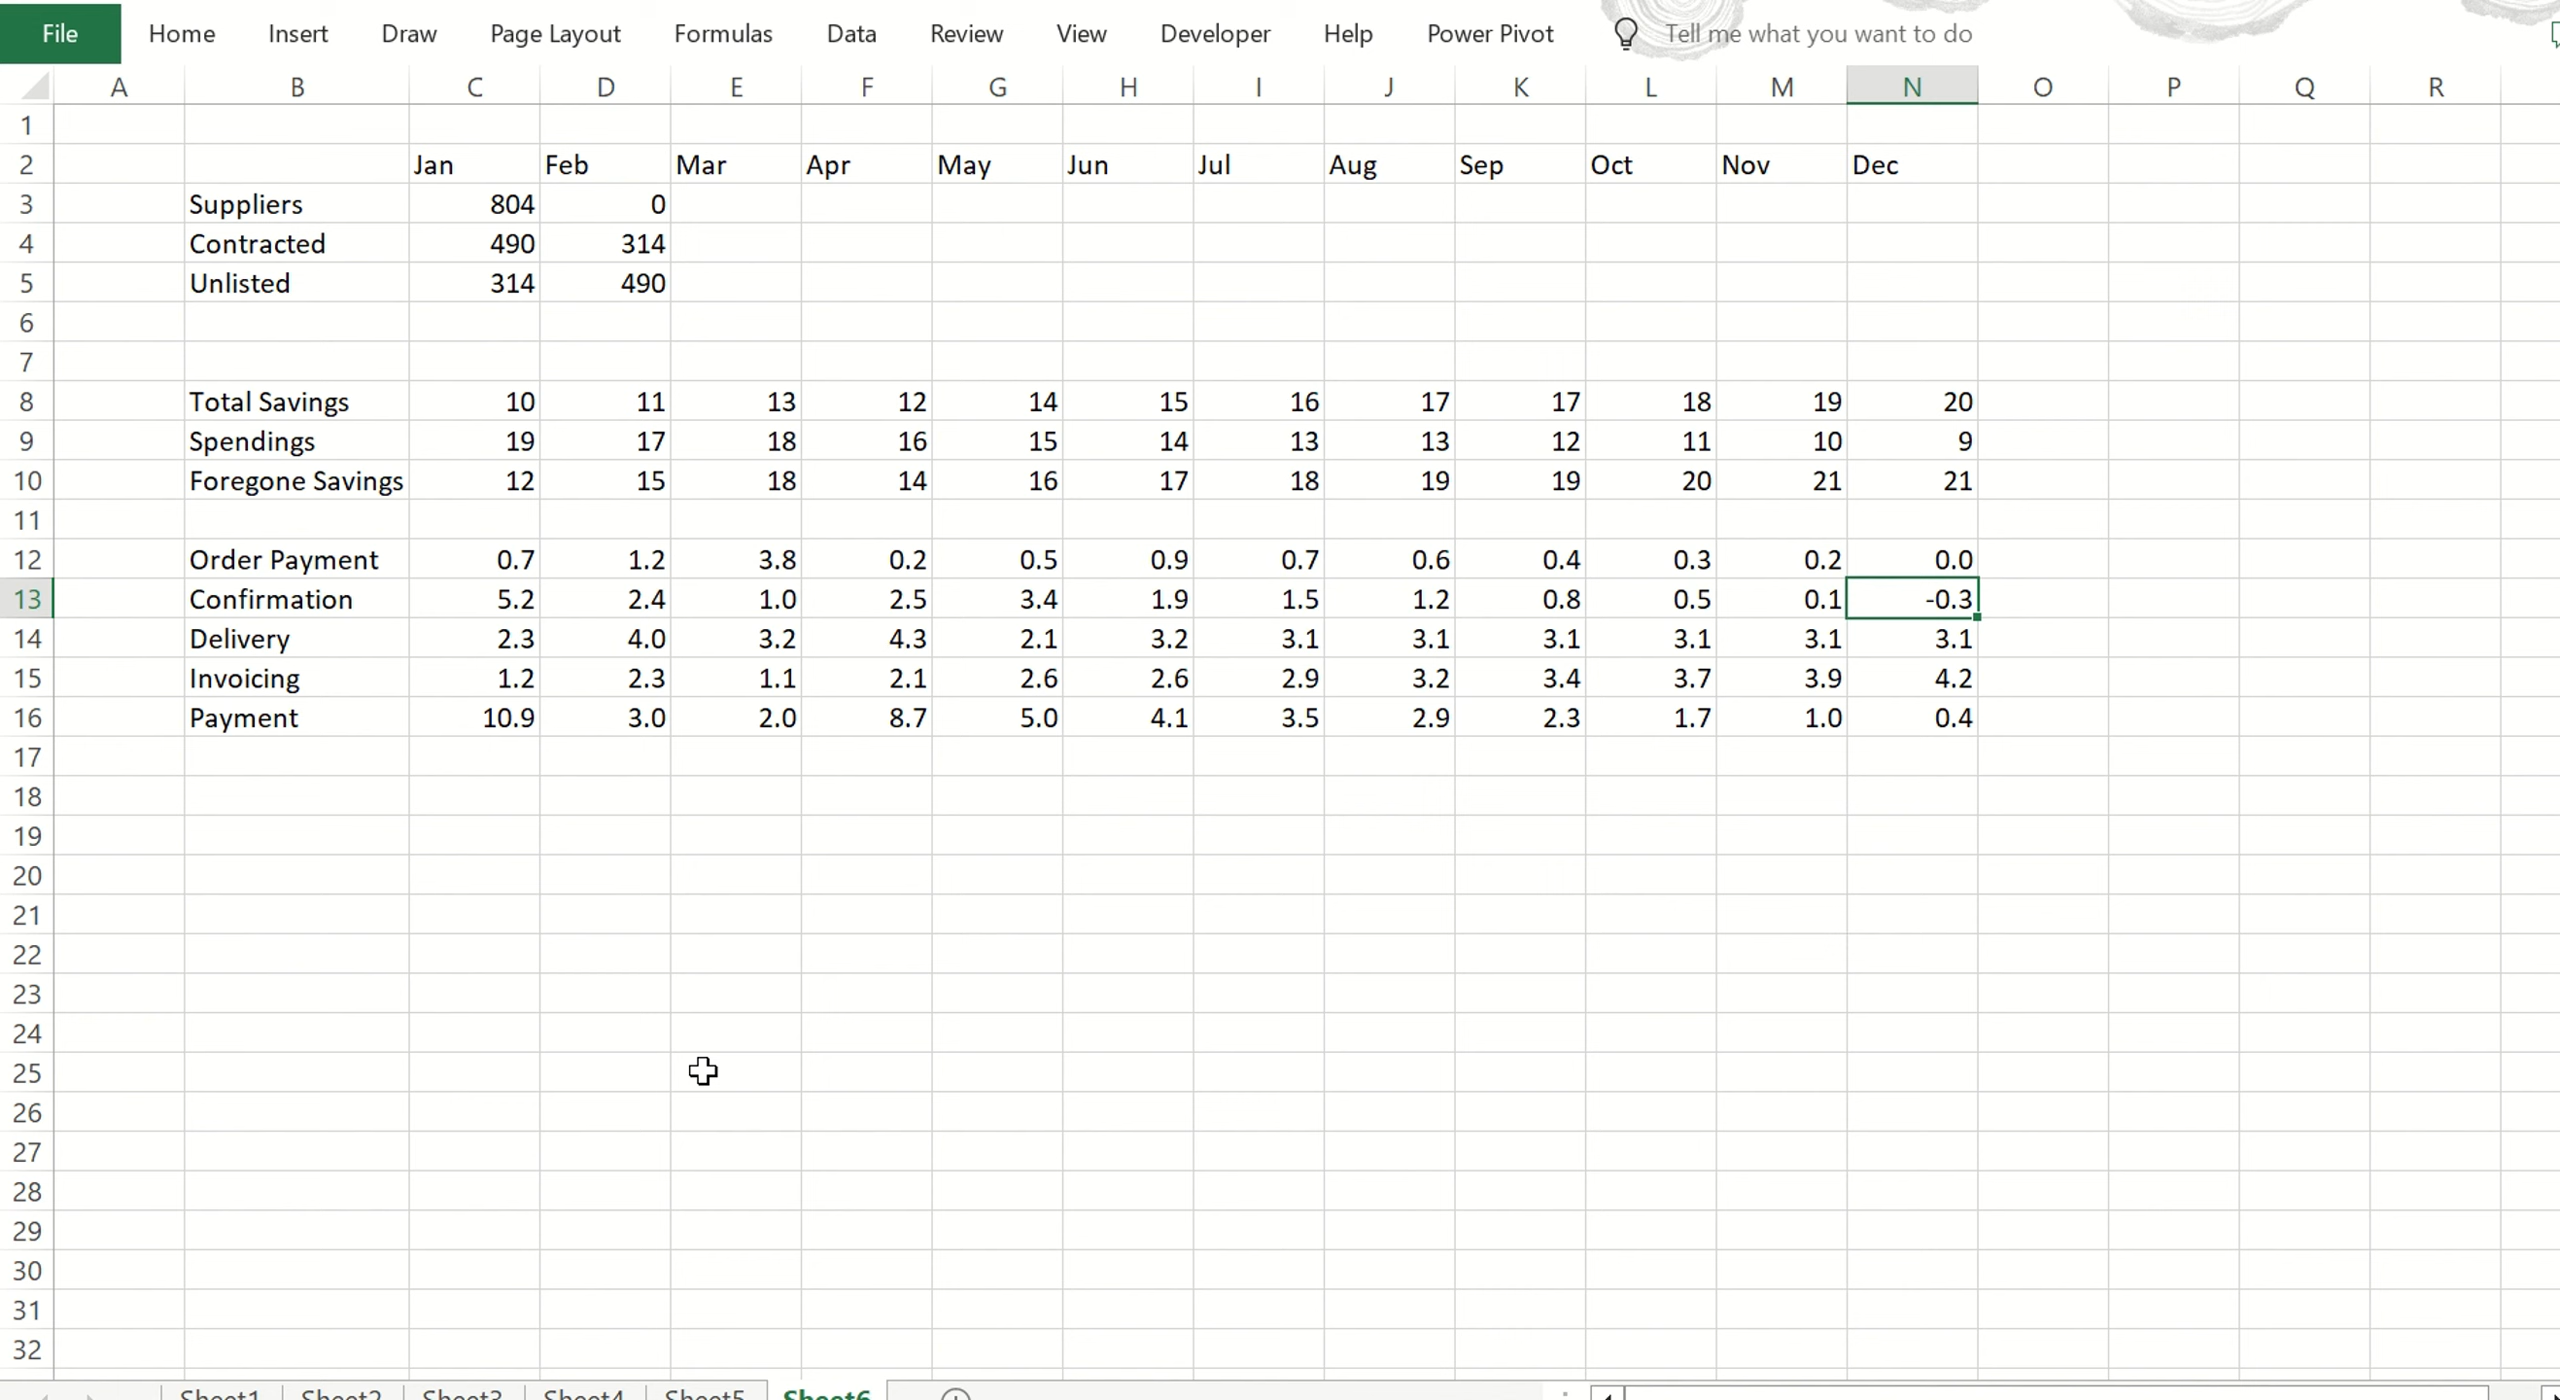 File Home Insert Draw Page Layout Formulas Data Review View Developer Help Power Pivot Tell me what you want to do
A B C D E F G H I J K L M N O P Q R
1
2 Jan Feb Mar Apr May Jun Jul Aug Sep Oct Nov Dec
3 Suppliers 804 0
4 Contracted 490 314
5 Unlisted 314 490
6
7
8 Total Savings 10 11 13 12 14 15 16 17 17 18 19 20
9 Spendings 19 17 18 16 15 14 13 13 12 11 10 9
10 Foregone Savings 12 15 18 14 16 17 18 19 19 20 21 21
11
12 Order Payment 0.7 1.2 3.8 0.2 0.5 0.9 0.7 0.6 0.4 0.3 0.2 0.0
13 Confirmation 5.2 2.4 1.0 2.5 3.4 1.9 1.5 1.2 0.8 0.5 0.1 -0.3
14 Delivery 2.3 4.0 3.2 4.3 2.1 3.2 3.1 3.1 3.1 3.1 3.1 3.1
15 Invoicing 1.2 2.3 1.1 2.1 2.6 2.6 2.9 3.2 3.4 3.7 3.9 4.2
16 Payment 10.9 3.0 2.0 8.7 5.0 4.1 3.5 2.9 2.3 1.7 1.0 0.4
17
18
19
20
21
22
23
24
25
26
27
28
29
30
31
32
Sheet1 Sheet2 Sheet3 Sheet4 Sheet5 Sheet6